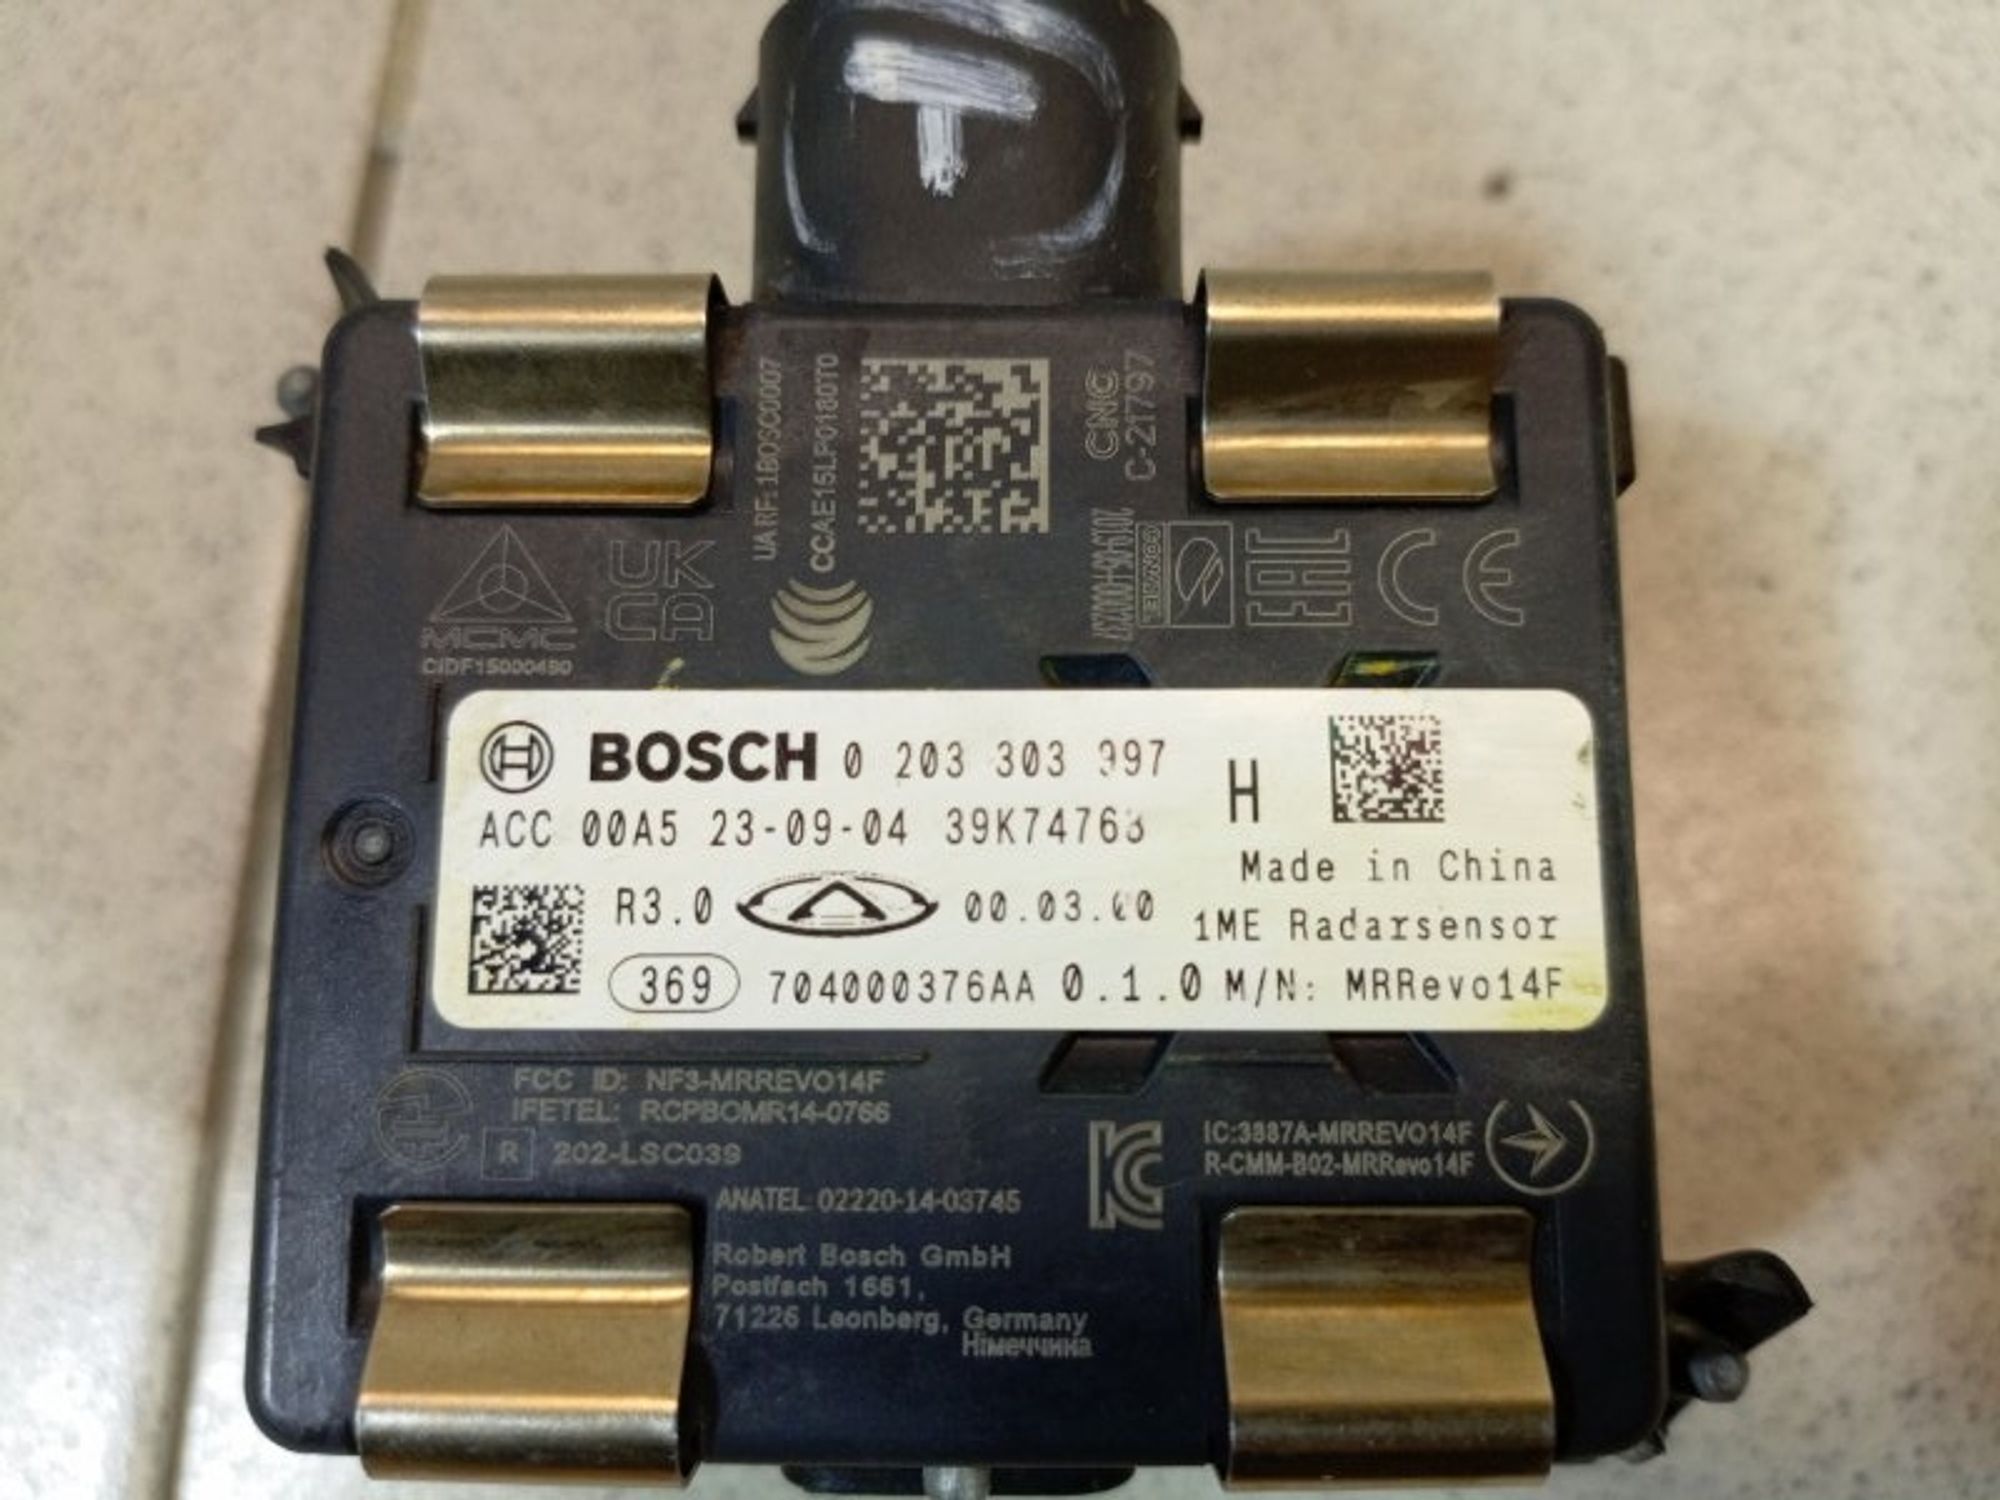 T
UA RF: 1BOSC0007
CCAE15LP0180T0
CNC
C-21797
MCMC
CIDF15000490
UK
CA
EAC
CE
BOSCH 0 203 303 997
H
ACC 00A5 23-09-04 39K74763
Made in China
R3.0
00.03.00
1ME Radarsensor
369 704000376AA 0.1.0 M/N: MRRevo14F
FCC ID: NF3-MRREVO14F
IFETEL: RCPBOMR14-0766
R 202-LSC039
IC:3887A-MRREVO14F
R-CMM-B02-MRRevo14F
ANATEL 02220-14-03745
Robert Bosch GmbH
Postfach 1661,
71226 Leonberg, Germany
Німеччина